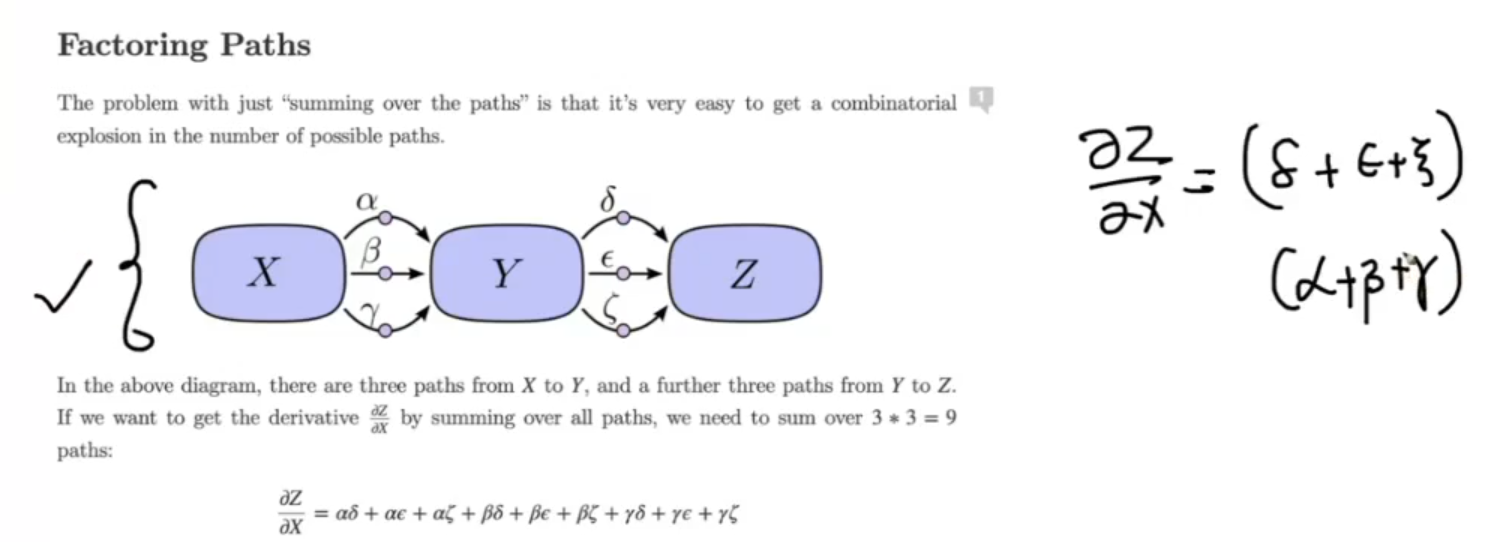 Factoring Paths
The problem with just “summing over the paths” is that it’s very easy to get a combinatorial
1
explosion in the number of possible paths.
α δ
X β Y ϵ Z
γ ζ
∂Z/∂X = (δ + ϵ + ξ)
(α+β+γ)
In the above diagram, there are three paths from X to Y, and a further three paths from Y to Z.
If we want to get the derivative ∂Z/∂X by summing over all paths, we need to sum over 3 * 3 = 9
paths:
∂Z/∂X = αδ + αϵ + αζ + βδ + βϵ + βζ + γδ + γϵ + γζ